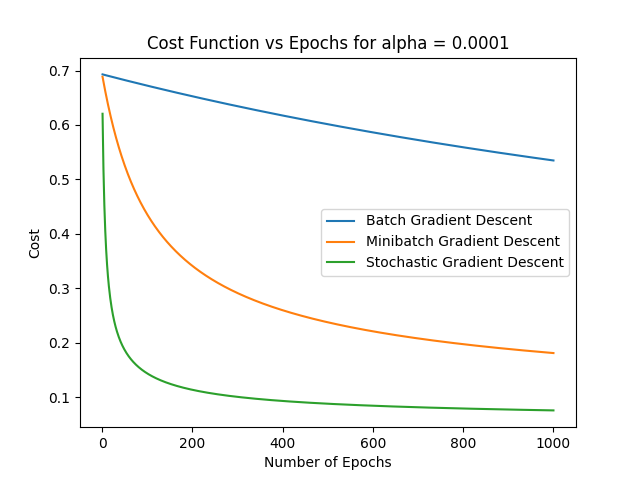 Cost Function vs Epochs for alpha = 0.0001
0.7
0.6
0.5
0.4
0.3
0.2
0.1
Cost
Batch Gradient Descent
Minibatch Gradient Descent
Stochastic Gradient Descent
0 200 400 600 800 1000
Number of Epochs